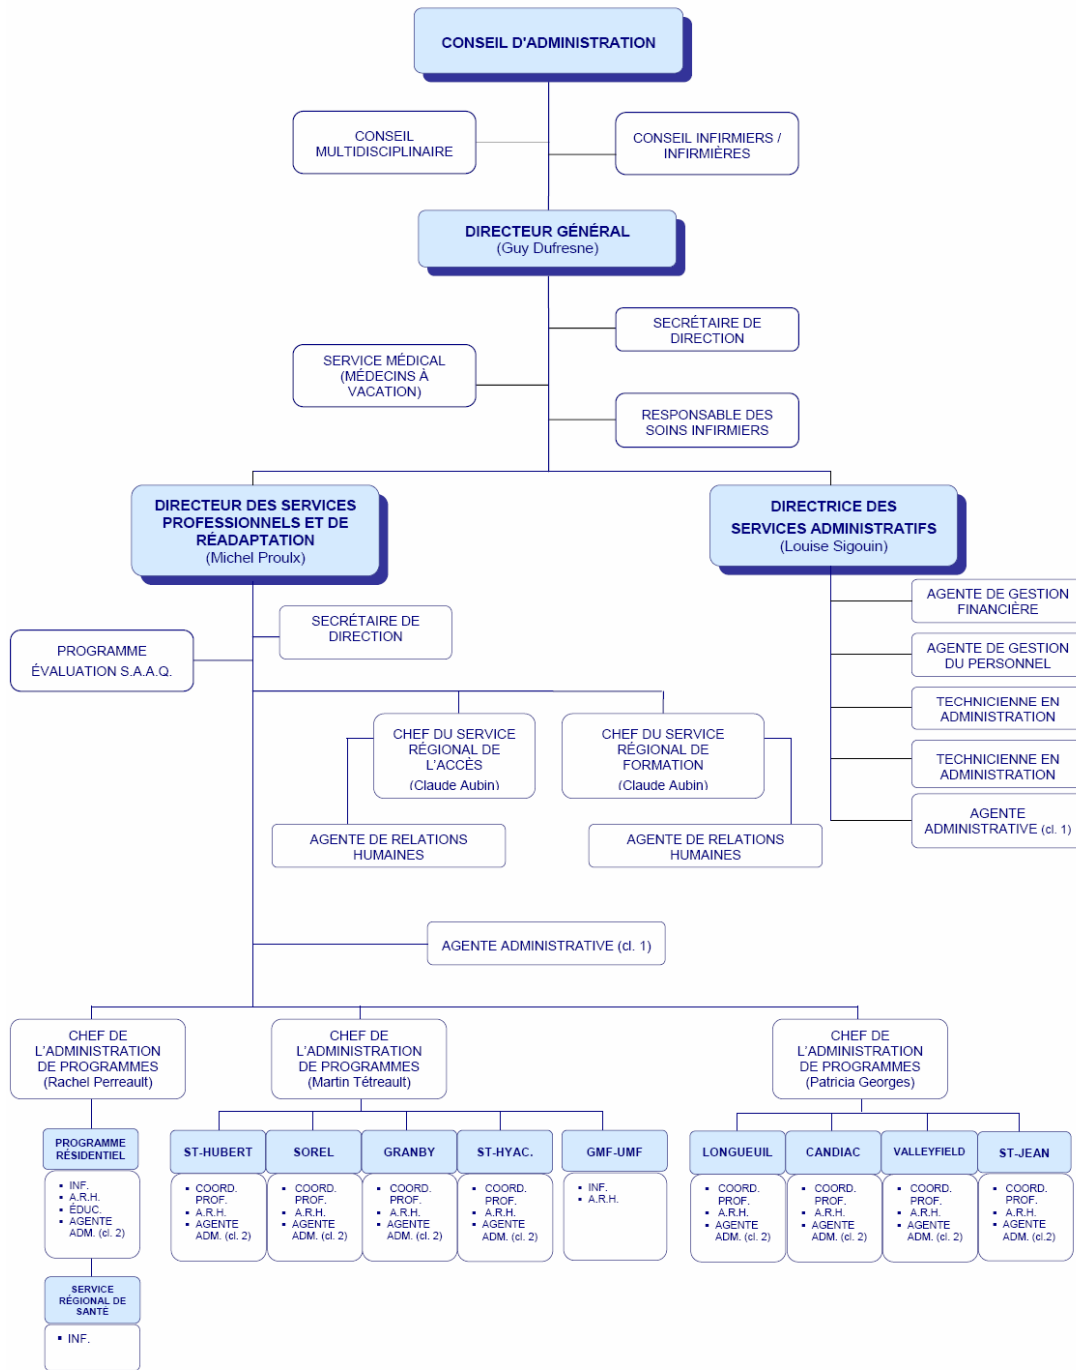 CONSEIL D'ADMINISTRATION
CONSEIL
MULTIDISCIPLINAIRE
CONSEIL INFIRMIERS /
INFIRMIÈRES
DIRECTEUR GÉNÉRAL
(Guy Dufresne)
SECRÉTAIRE DE
DIRECTION
SERVICE MÉDICAL
(MÉDECINS À
VACATION)
RESPONSABLE DES
SOINS INFIRMIERS
DIRECTEUR DES SERVICES
PROFESSIONNELS ET DE
RÉADAPTATION
(Michel Proulx)
DIRECTRICE DES
SERVICES ADMINISTRATIFS
(Louise Sigouin)
AGENTE DE GESTION
FINANCIÈRE
SECRÉTAIRE DE
DIRECTION
PROGRAMME
ÉVALUATION S.A.A.Q.
AGENTE DE GESTION
DU PERSONNEL
TECHNICIENNE EN
ADMINISTRATION
CHEF DU SERVICE
RÉGIONAL DE
L'ACCÈS
(Claude Aubin)
CHEF DU SERVICE
RÉGIONAL DE
FORMATION
(Claude Aubin)
TECHNICIENNE EN
ADMINISTRATION
AGENTE
ADMINISTRATIVE (cl. 1)
AGENTE DE RELATIONS
HUMAINES
AGENTE DE RELATIONS
HUMAINES
AGENTE ADMINISTRATIVE (cl. 1)
CHEF DE
L'ADMINISTRATION
DE PROGRAMMES
(Rachel Perreault)
CHEF DE
L'ADMINISTRATION
DE PROGRAMMES
(Martin Tétreault)
CHEF DE
L'ADMINISTRATION
DE PROGRAMMES
(Patricia Georges)
PROGRAMME
RÉSIDENTIEL
▪ INF.
▪ A.R.H.
▪ ÉDUC.
▪ AGENTE
ADM. (cl. 2)
SERVICE
RÉGIONAL DE
SANTÉ
▪ INF.
ST-HUBERT
▪ COORD.
PROF.
▪ A.R.H.
▪ AGENTE
ADM. (cl. 2)
SOREL
▪ COORD.
PROF.
▪ A.R.H.
▪ AGENTE
ADM. (cl. 2)
GRANBY
▪ COORD.
PROF.
▪ A.R.H.
▪ AGENTE
ADM. (cl. 2)
ST-HYAC.
▪ COORD.
PROF.
▪ A.R.H.
▪ AGENTE
ADM. (cl. 2)
GMF-UMF
▪ INF.
▪ A.R.H.
LONGUEUIL
▪ COORD.
PROF.
▪ A.R.H.
▪ AGENTE
ADM. (cl. 2)
CANDIAC
▪ COORD.
PROF.
▪ A.R.H.
▪ AGENTE
ADM. (cl. 2)
VALLEYFIELD
▪ COORD.
PROF.
▪ A.R.H.
▪ AGENTE
ADM. (cl. 2)
ST-JEAN
▪ COORD.
PROF.
▪ A.R.H.
▪ AGENTE
ADM. (cl.2)